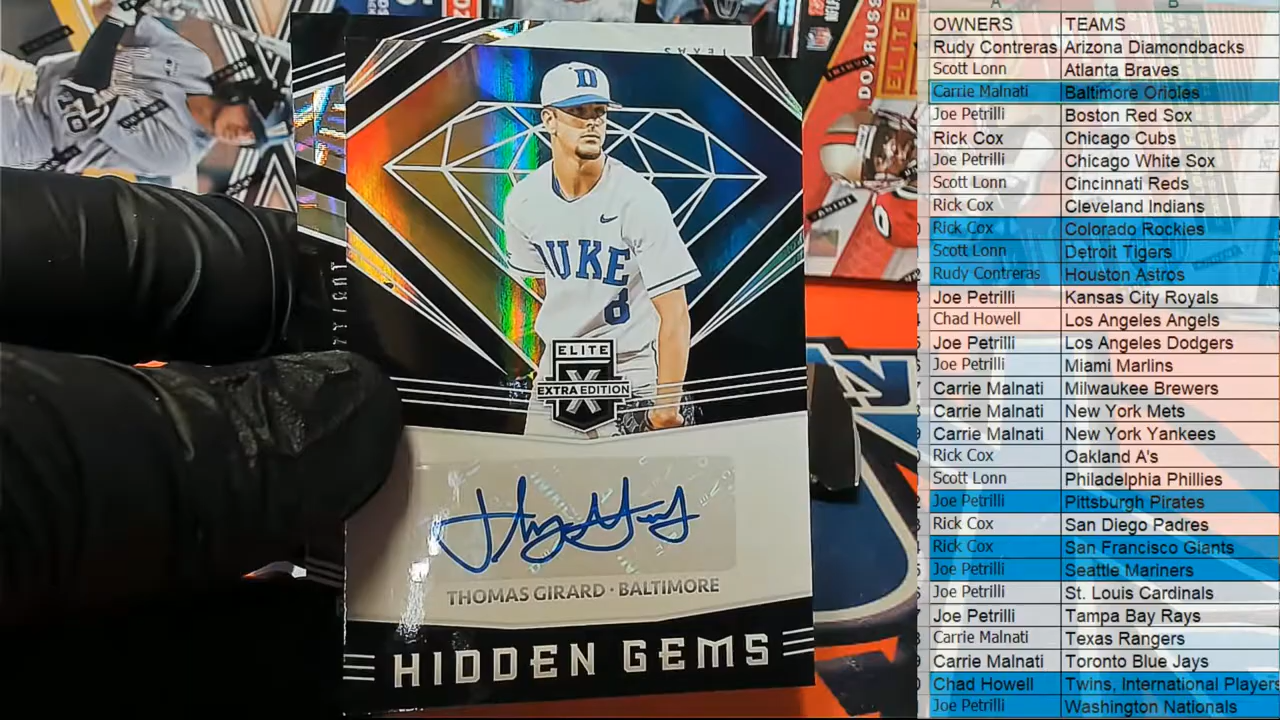 TEXAS
DONRUSS
ELITE
PANINI
D
DUKE
8
ELITE
X
EXTRA EDITION
THOMAS GIRARD · BALTIMORE
HIDDEN GEMS
A B
OWNERS TEAMS
Rudy Contreras Arizona Diamondbacks
Scott Lonn Atlanta Braves
Carrie Malnati Baltimore Orioles
Joe Petrilli Boston Red Sox
Rick Cox Chicago Cubs
Joe Petrilli Chicago White Sox
Scott Lonn Cincinnati Reds
Rick Cox Cleveland Indians
Rick Cox Colorado Rockies
Scott Lonn Detroit Tigers
Rudy Contreras Houston Astros
Joe Petrilli Kansas City Royals
Chad Howell Los Angeles Angels
Joe Petrilli Los Angeles Dodgers
Joe Petrilli Miami Marlins
Carrie Malnati Milwaukee Brewers
Carrie Malnati New York Mets
Carrie Malnati New York Yankees
Rick Cox Oakland A's
Scott Lonn Philadelphia Phillies
Joe Petrilli Pittsburgh Pirates
Rick Cox San Diego Padres
Rick Cox San Francisco Giants
Joe Petrilli Seattle Mariners
Joe Petrilli St. Louis Cardinals
Joe Petrilli Tampa Bay Rays
Carrie Malnati Texas Rangers
Carrie Malnati Toronto Blue Jays
Chad Howell Twins, International Players
Joe Petrilli Washington Nationals